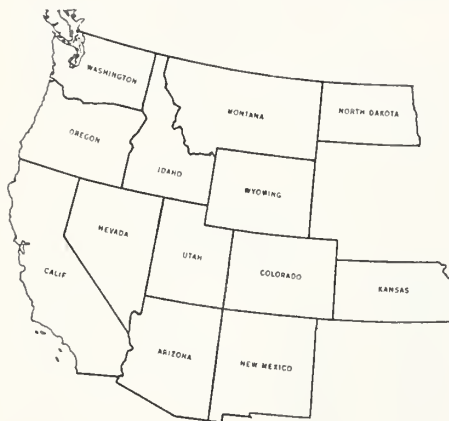 WASHINGTON
MONTANA
NORTH DAKOTA
OREGON
IDAHO
WYOMING
NEVADA
UTAH
CALIF
COLORADO
KANSAS
ARIZONA
NEW MEXICO